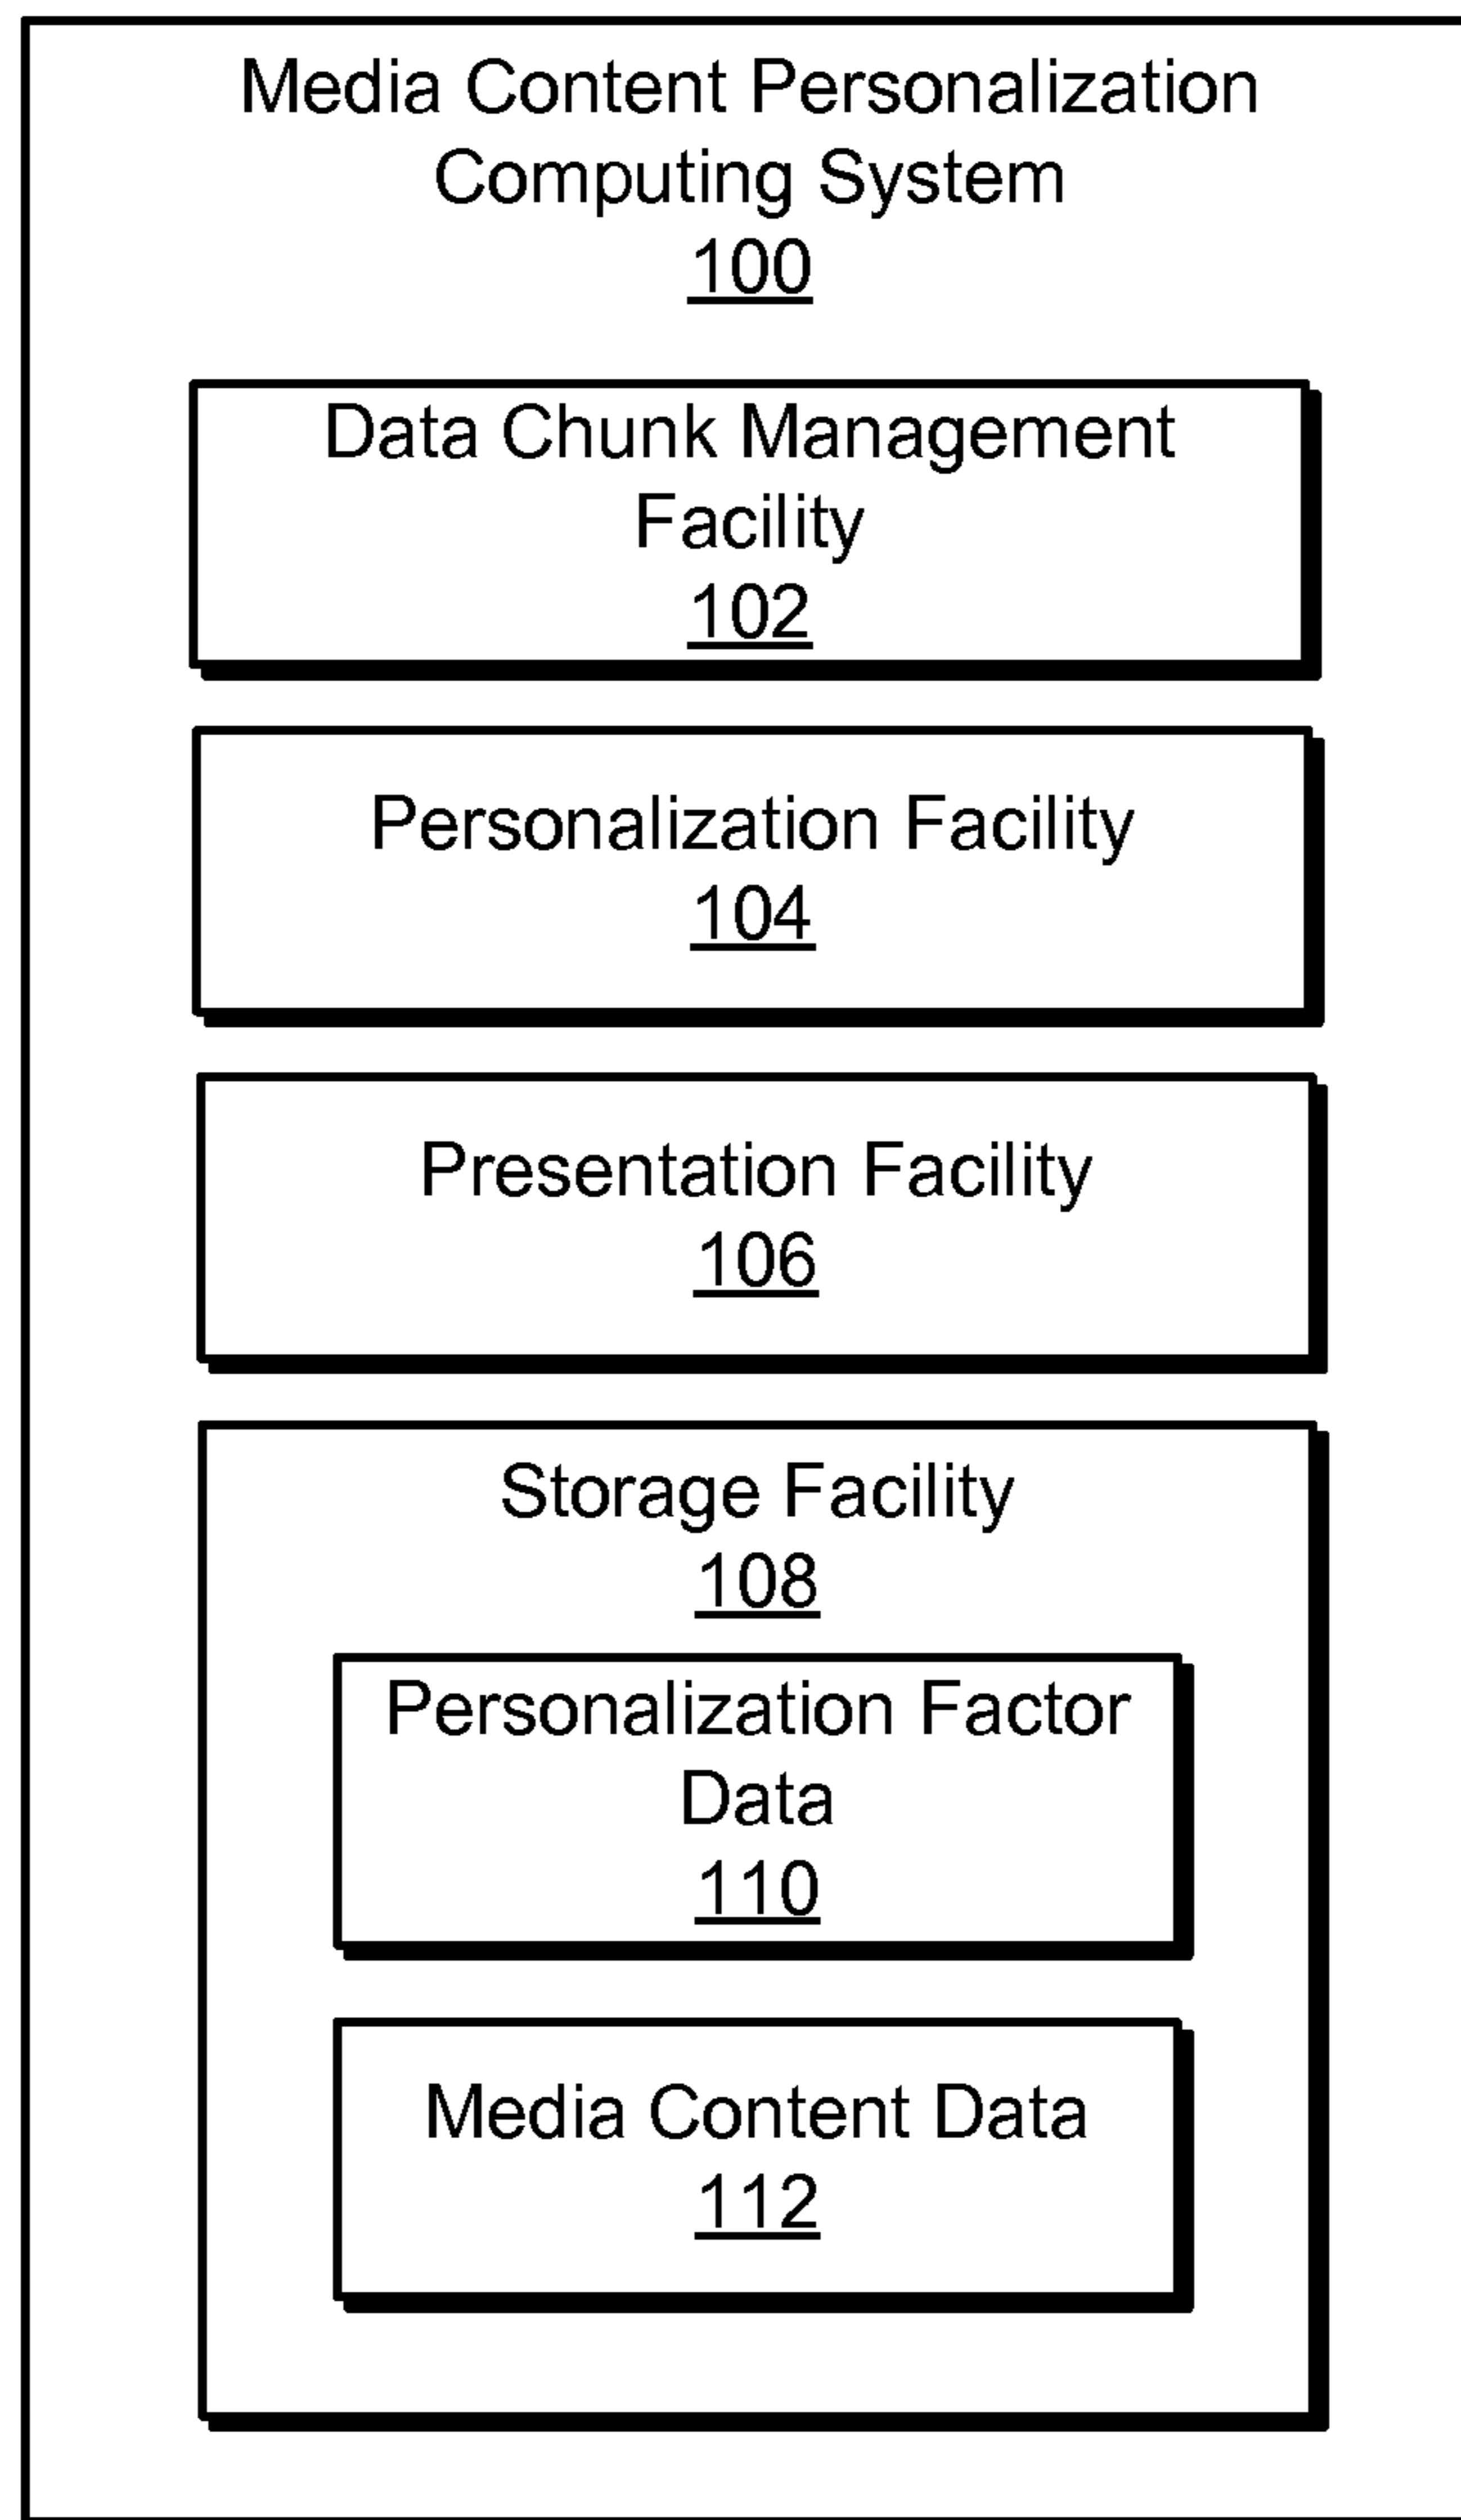 Media Content Personalization
Computing System
100
Data Chunk Management
Facility
102
Personalization Facility
104
Presentation Facility
106
Storage Facility
108
Personalization Factor
Data
110
Media Content Data
112